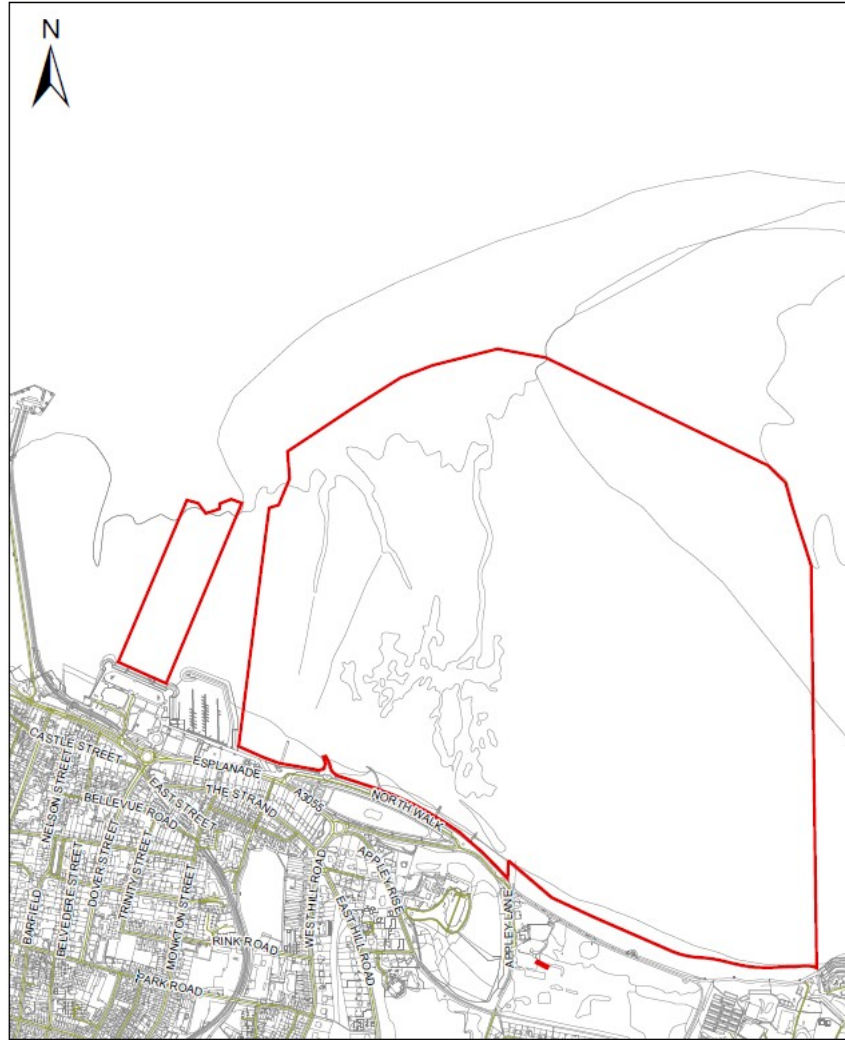 N
CASTLE STREET
ESPLANADE
NELSON STREET
EAST STREET
THE STRAND
A3055
NORTH WALK
BELLEVUE ROAD
DOVER STREET
TRINITY STREET
BELVEDERE STREET
BARFIELD
MONKTON STREET
WEST HILL ROAD
EAST HILL ROAD
APPLEY RISE
APPLEY LANE
RINK ROAD
PARK ROAD